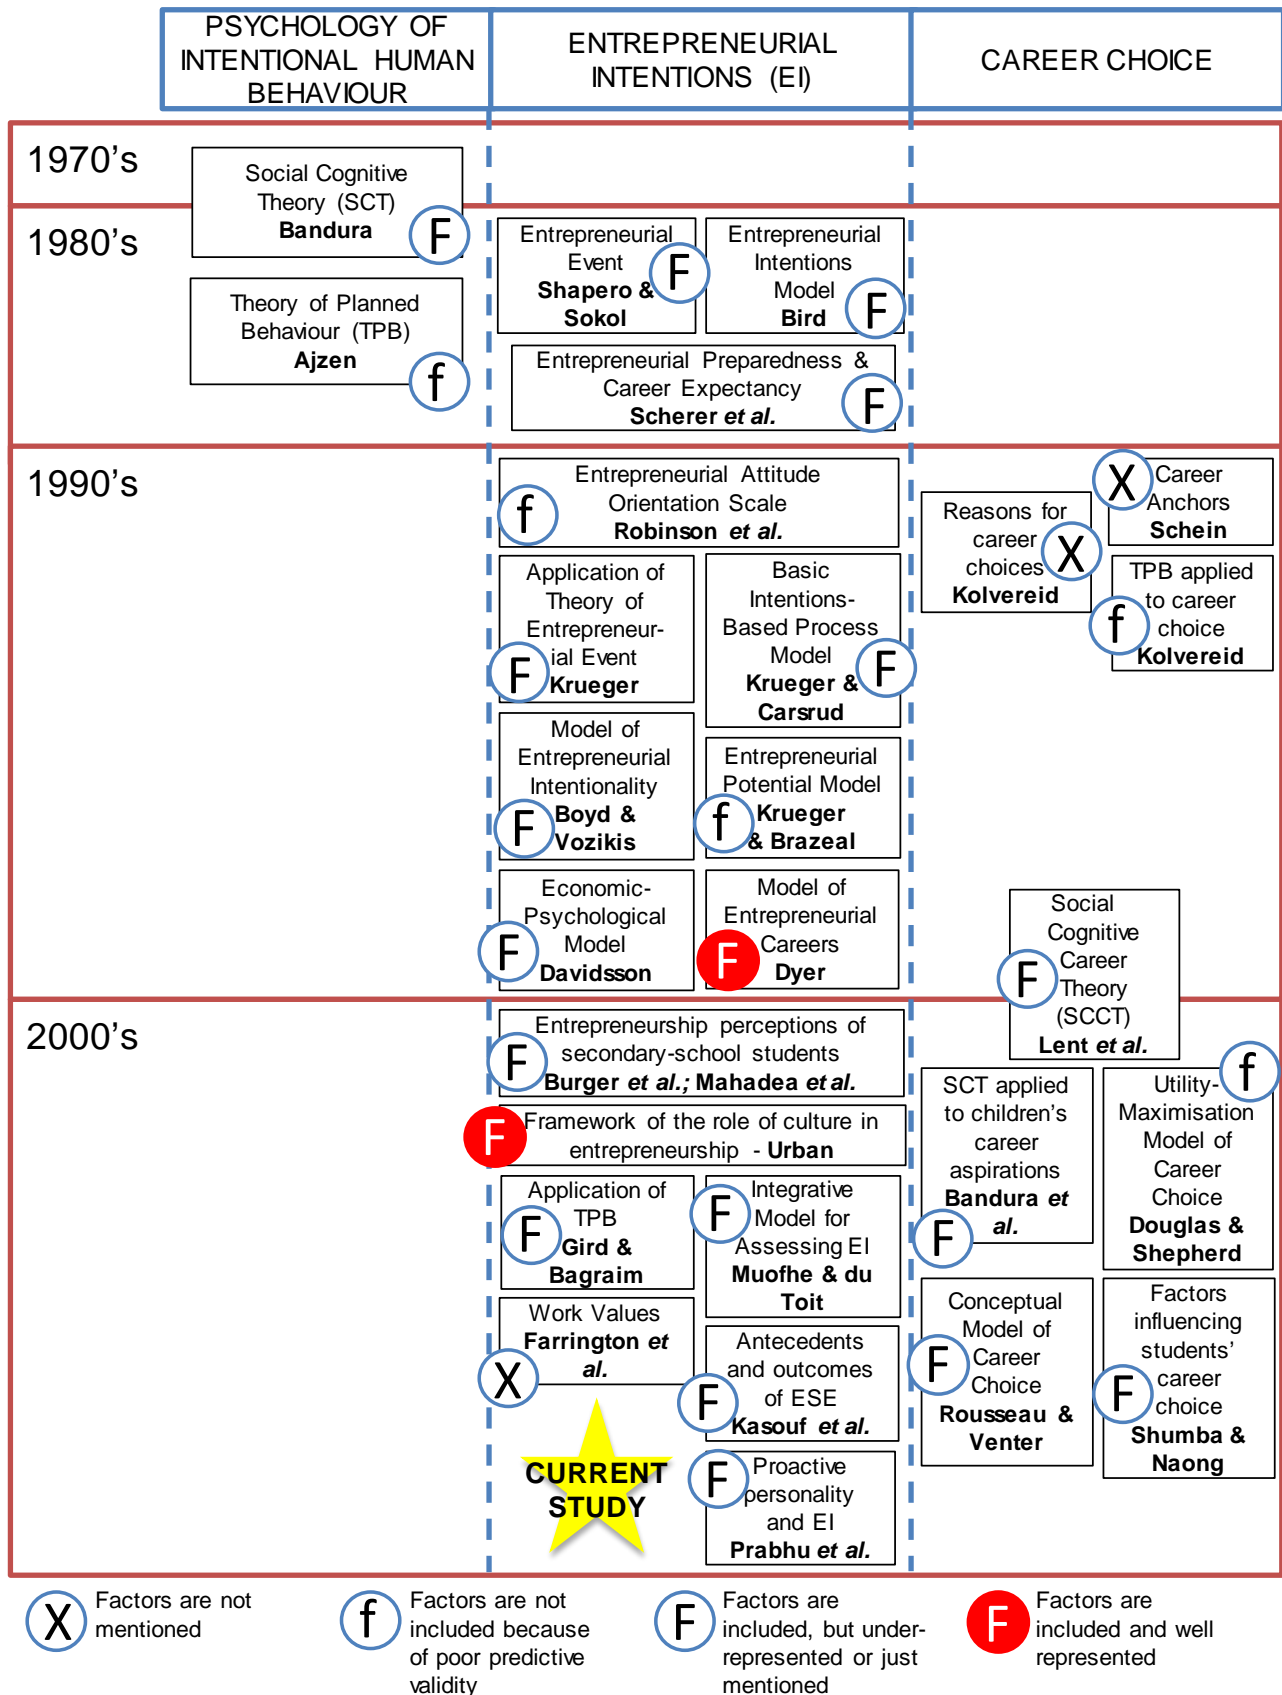 PSYCHOLOGY OF
INTENTIONAL HUMAN
BEHAVIOUR
ENTREPRENEURIAL
INTENTIONS (EI)
CAREER CHOICE
1970's
Social Cognitive
Theory (SCT)
Bandura
F
1980's
Theory of Planned
Behaviour (TPB)
Ajzen
f
Entrepreneurial
Event
Shapero &
Sokol
F
Entrepreneurial
Intentions
Model
Bird
F
Entrepreneurial Preparedness &
Career Expectancy
Scherer et al.
F
1990's
Entrepreneurial Attitude
Orientation Scale
Robinson et al.
f
Application of
Theory of
Entrepreneur-
ial Event
Krueger
F
Basic
Intentions-
Based Process
Model
Krueger &
Carsrud
F
Model of
Entrepreneurial
Intentionality
Boyd &
Vozikis
F
Entrepreneurial
Potential Model
Krueger
& Brazeal
f
Economic-
Psychological
Model
Davidsson
F
Model of
Entrepreneurial
Careers
Dyer
F
Reasons for
career
choices
Kolvereid
X
Career
Anchors
Schein
X
TPB applied
to career
choice
Kolvereid
f
Social
Cognitive
Career
Theory
(SCCT)
Lent et al.
F
2000's
Entrepreneurship perceptions of
secondary-school students
Burger et al.; Mahadea et al.
F
Framework of the role of culture in
entrepreneurship - Urban
F
Application of
TPB
Gird &
Bagraim
F
Integrative
Model for
Assessing EI
Muofhe & du
Toit
F
Work Values
Farrington et
al.
X
Antecedents
and outcomes
of ESE
Kasouf et al.
F
CURRENT
STUDY
Proactive
personality
and EI
Prabhu et al.
F
SCT applied
to children's
career
aspirations
Bandura et
al.
F
Utility-
Maximisation
Model of
Career
Choice
Douglas &
Shepherd
f
Conceptual
Model of
Career
Choice
Rousseau &
Venter
F
Factors
influencing
students'
career
choice
Shumba &
Naong
F
X
Factors are not
mentioned
f
Factors are not
included because
of poor predictive
validity
F
Factors are
included, but under-
represented or just
mentioned
F
Factors are
included and well
represented